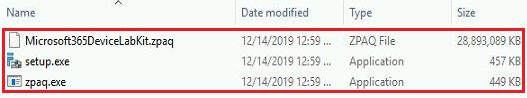 Name Date modified Type Size
Microsoft365DeviceLabKit.zpaq 12/14/2019 12:59 ... ZPAQ File 28,893,089 KB
setup.exe 12/14/2019 12:59 ... Application 457 KB
zpaq.exe 12/14/2019 12:59 ... Application 449 KB